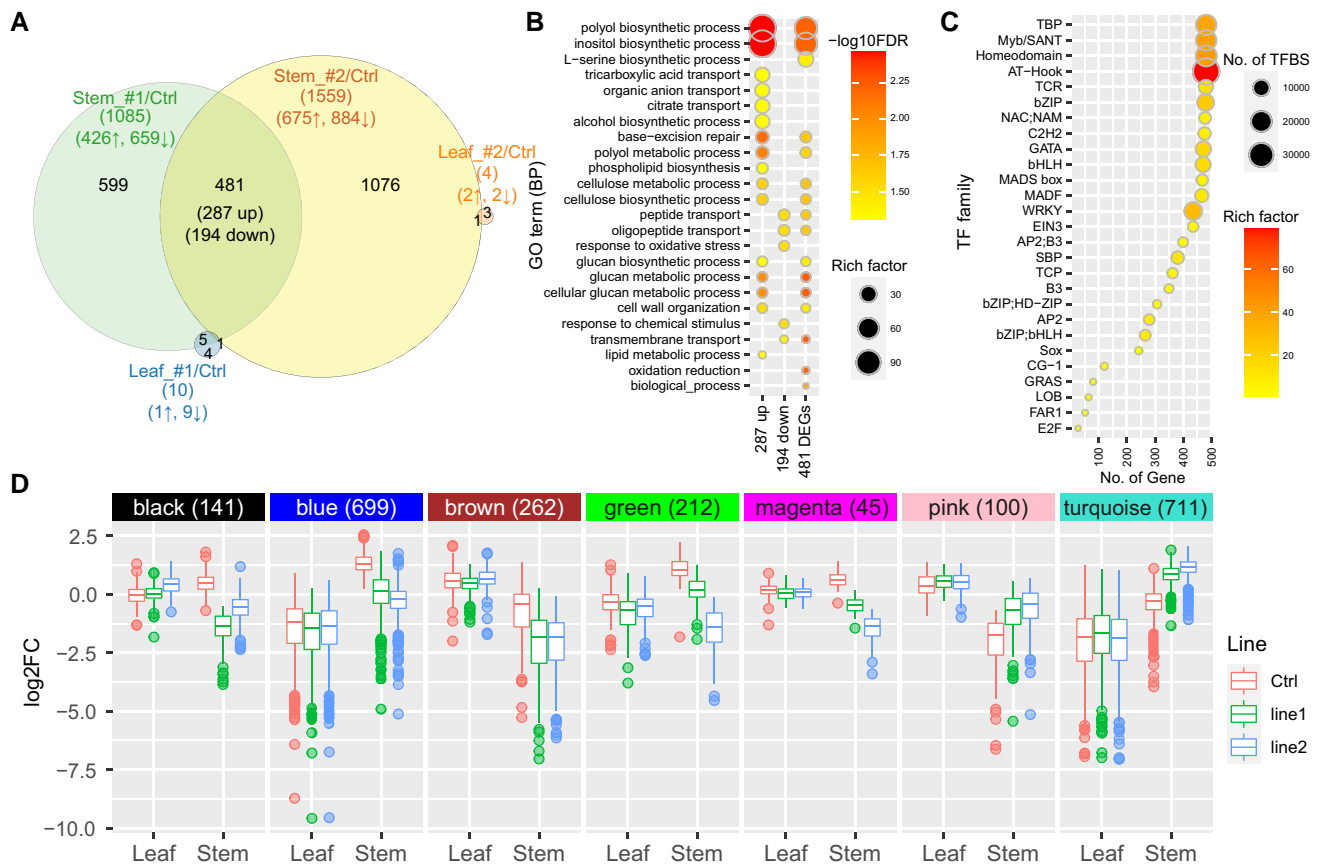 A
Stem_#1/Ctrl
(1085)
(426↑, 659↓)
Stem_#2/Ctrl
(1559)
(675↑, 884↓)
Leaf_#2/Ctrl
(4)
(2↑, 2↓)
599
481
(287 up)
(194 down)
1076
1
3
5
1
4
Leaf_#1/Ctrl
(10)
(1↑, 9↓)
B
GO term (BP)
polyol biosynthetic process
inositol biosynthetic process
L−serine biosynthetic process
tricarboxylic acid transport
organic anion transport
citrate transport
alcohol biosynthetic process
base−excision repair
polyol metabolic process
phospholipid biosynthesis
cellulose metabolic process
cellulose biosynthetic process
peptide transport
oligopeptide transport
response to oxidative stress
glucan biosynthetic process
glucan metabolic process
cellular glucan metabolic process
cell wall organization
response to chemical stimulus
transmembrane transport
lipid metabolic process
oxidation reduction
biological_process
287 up
194 down
481 DEGs
−log10FDR
2.25
2.00
1.75
1.50
Rich factor
30
60
90
C
TF family
TBP
Myb/SANT
Homeodomain
AT−Hook
TCR
bZIP
NAC;NAM
C2H2
GATA
bHLH
MADS box
MADF
WRKY
EIN3
AP2;B3
SBP
TCP
B3
bZIP;HD−ZIP
AP2
bZIP;bHLH
Sox
CG−1
GRAS
LOB
FAR1
E2F
100
200
300
400
500
No. of Gene
No. of TFBS
10000
20000
30000
Rich factor
60
40
20
D
black (141)
blue (699)
brown (262)
green (212)
magenta (45)
pink (100)
turquoise (711)
log2FC
2.5
0.0
−2.5
−5.0
−7.5
−10.0
Leaf Stem
Leaf Stem
Leaf Stem
Leaf Stem
Leaf Stem
Leaf Stem
Leaf Stem
Line
Ctrl
line1
line2